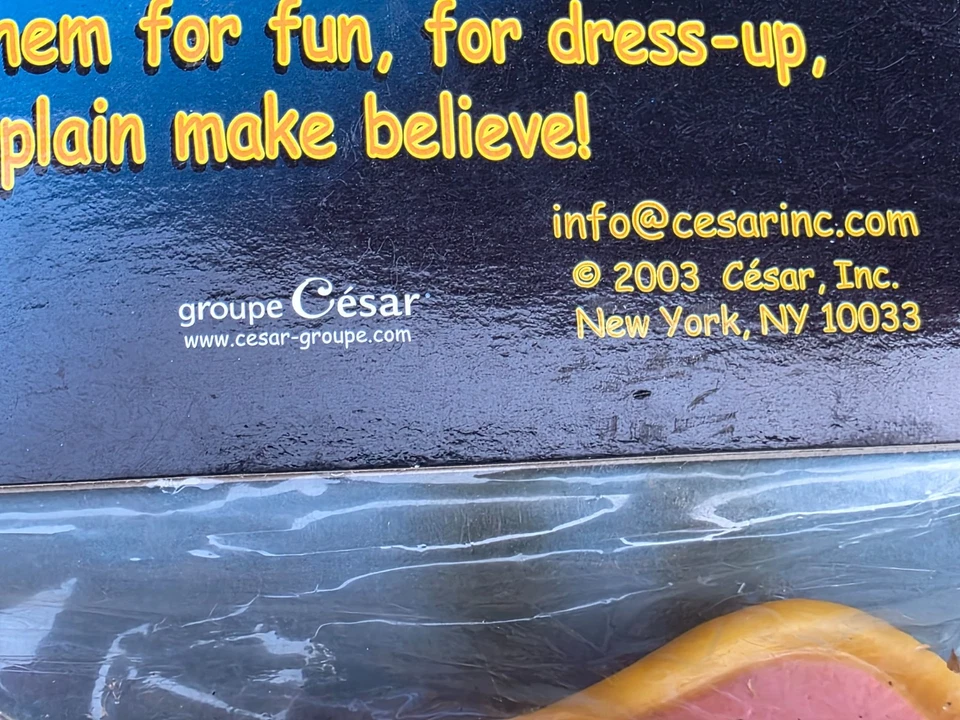 hem for fun, for dress-up,
plain make believe!
info@cesarinc.com
© 2003 César, Inc.
New York, NY 10033
groupe César
www.cesar-groupe.com